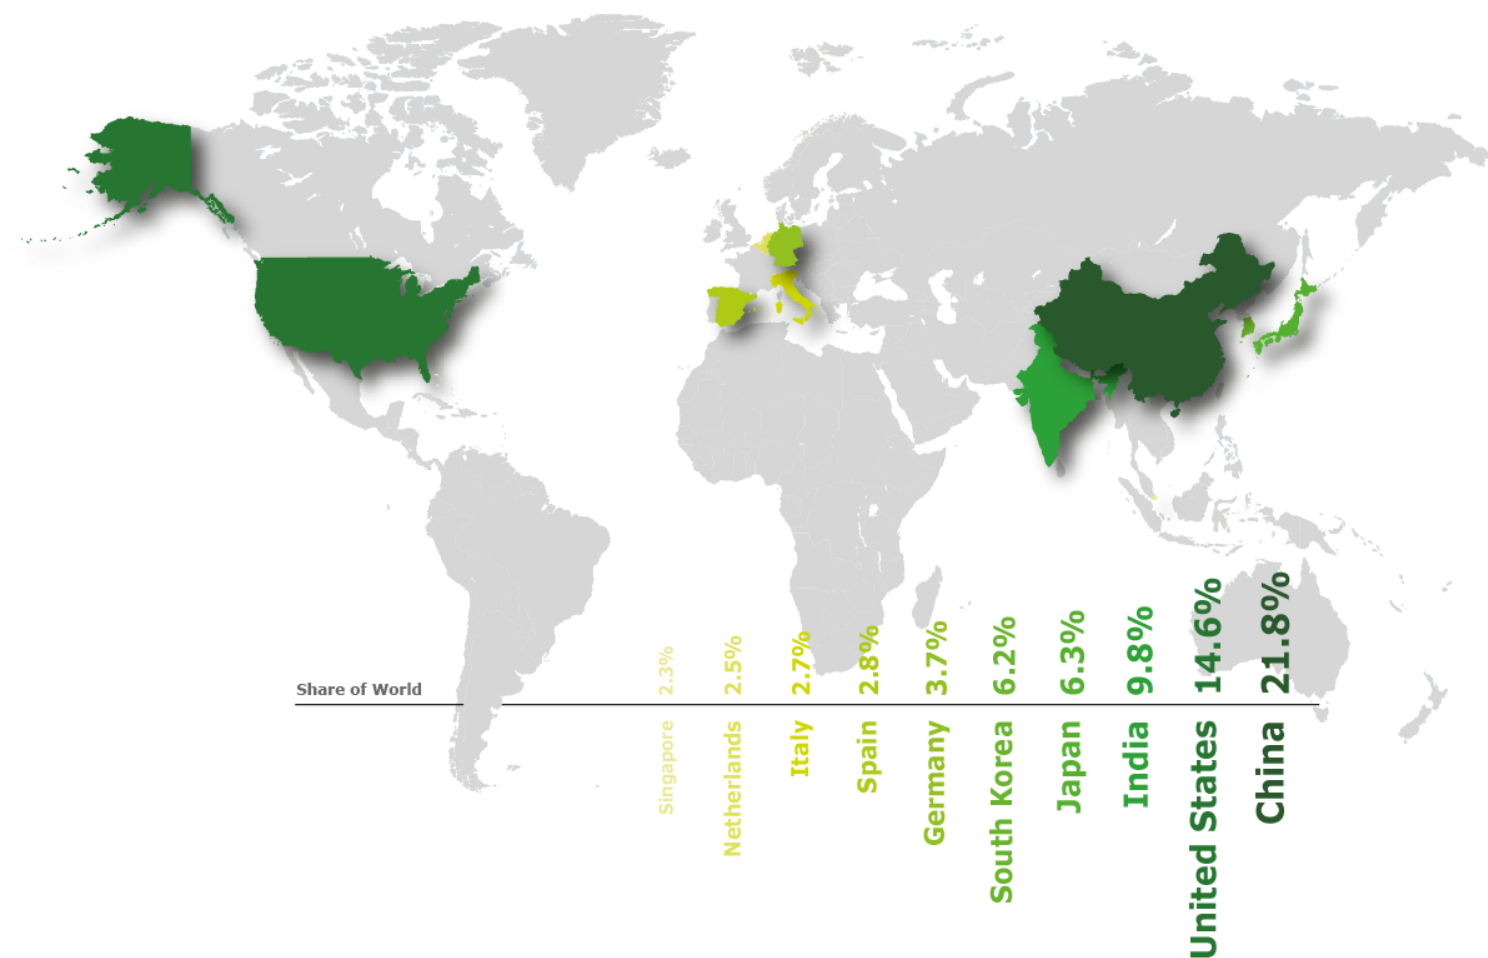 Share of World
2.3%
2.5%
2.7%
2.8%
3.7%
6.2%
6.3%
9.8%
14.6%
21.8%
Singapore
Netherlands
Italy
Spain
Germany
South Korea
Japan
India
United States
China